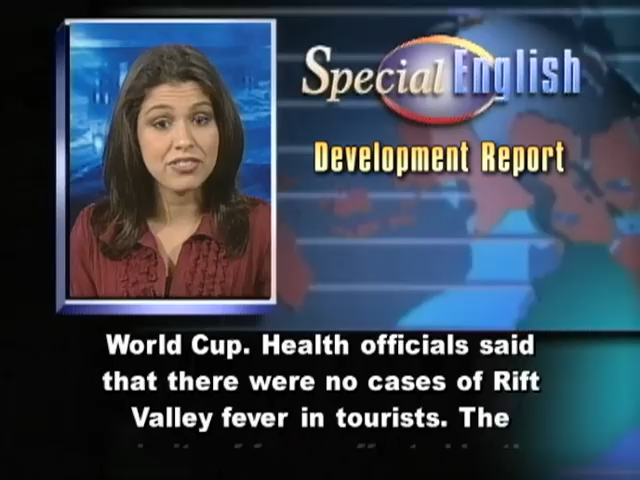 Special English
Development Report
World Cup. Health officials said
that there were no cases of Rift
Valley fever in tourists. The